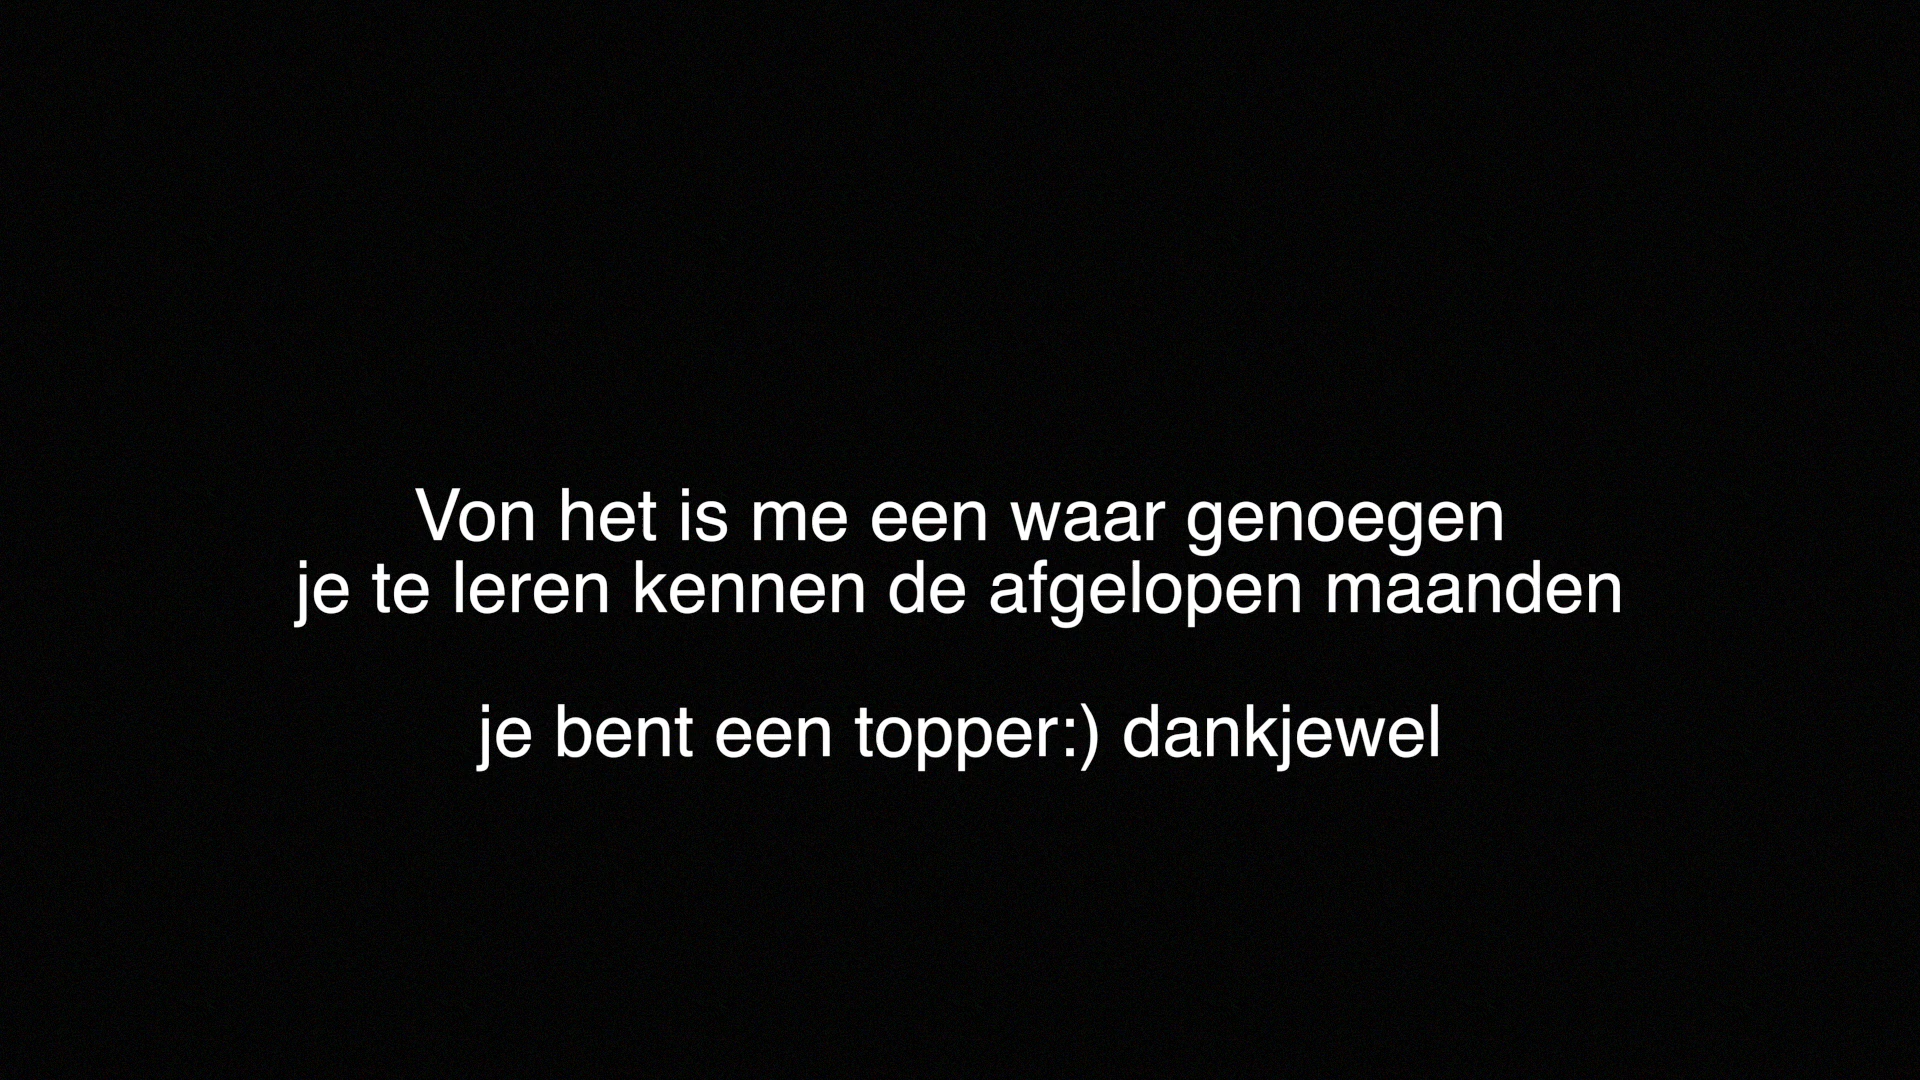 Von het is me een waar genoegen
je te leren kennen de afgelopen maanden
je bent een topper:) dankjewel